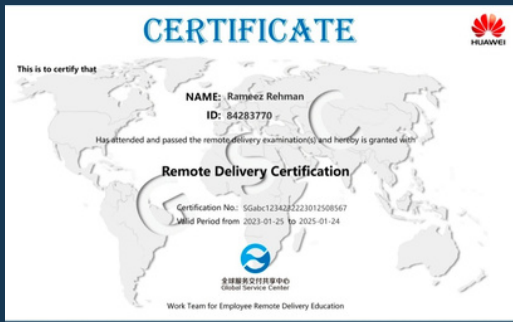 CERTIFICATE
HUAWEI
This is to certify that
NAME: Rameez Rehman
ID: 84283770
Has attended and passed the remote delivery examination(s) and hereby is granted with
GSC
Remote Delivery Certification
Certification No.: SGabc1234282223012508567
Valid Period from 2023-01-25 to 2025-01-24
全球服务交付共享中心
Global Service Center
Work Team for Employee Remote Delivery Education